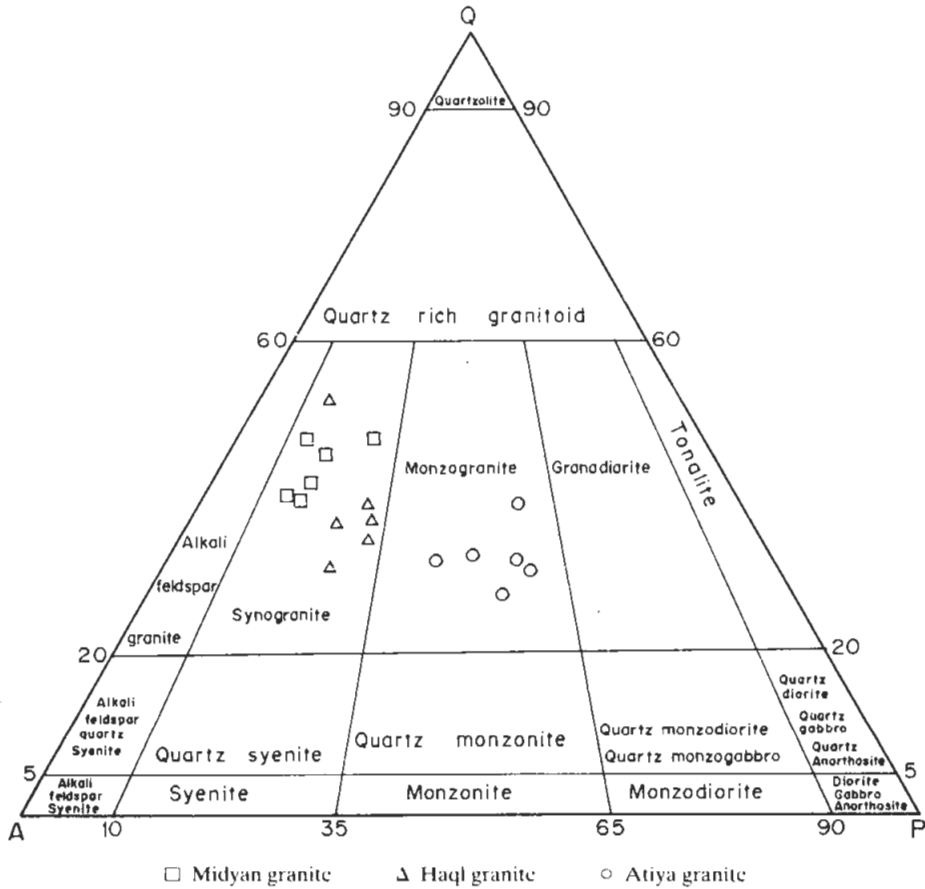 Q
90 Quartzolite 90
Quartz rich granitoid
60 60
Tonalite
Monzogranite Granadiarite
Alkali
feldspar
granite
Synogranite
20 20
Alkali
feldspar
quartz
Syenite
Quartz syenite
Quartz monzonite
Quartz monzodiorite
Quartz monzogabbro
Quartz
diorite
Quartz
gabbro
Quartz
Anorthosite
5 5
Alkali
feldspar
Syenite
Syenite
Monzonite
Monzodiorite
Diorite
Gabbro
Anorthosite
A 10 35 65 90 P
Midyan granite Haql granite Atiya granite